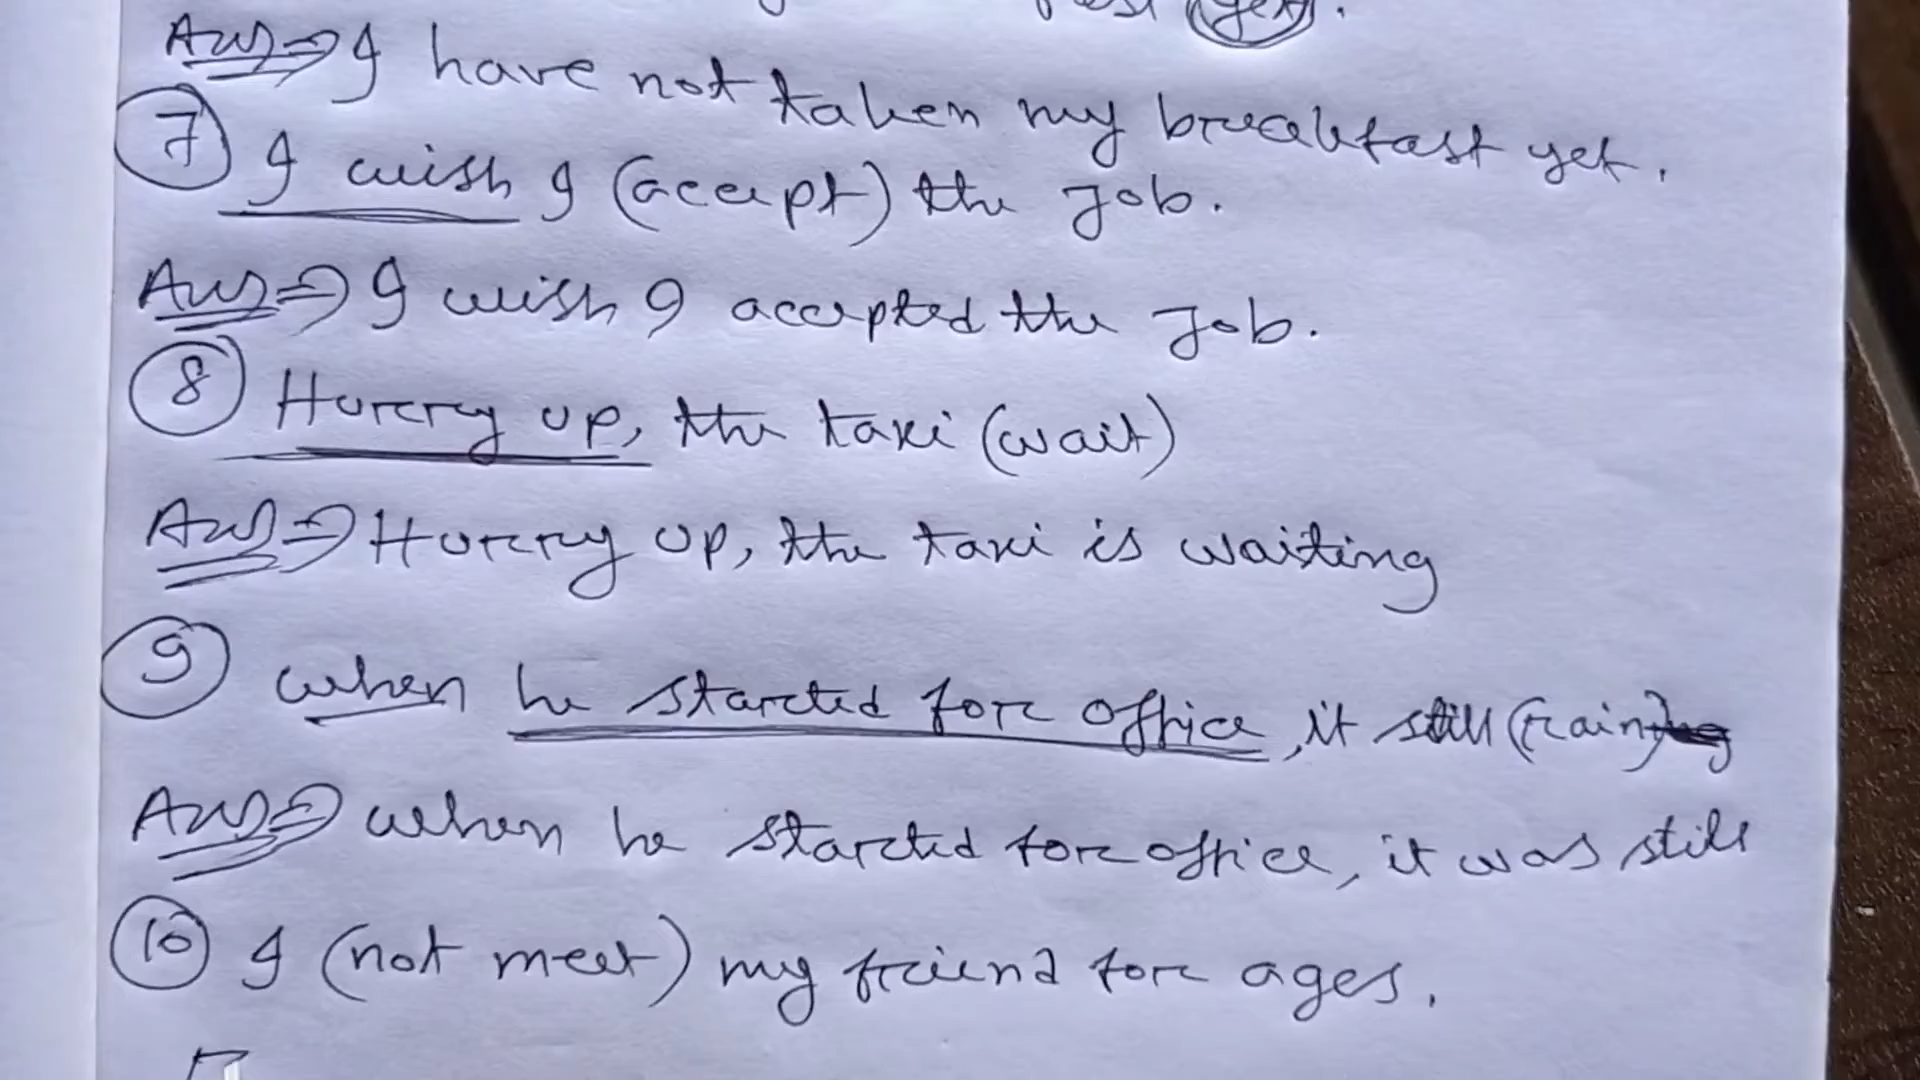 (yet).
Ans⇒ I have not taken my breakfast yet.
⑦ I wish I (accept) the job.
Ans⇒ I wish I accepted the job.
⑧ Hurry up, the taxi (wait)
Ans⇒ Hurry up, the taxi is waiting
⑨ when he started for office, it still (rain)
Ans⇒ when he started for office, it was still
⑩ I (not meet) my friend for ages.